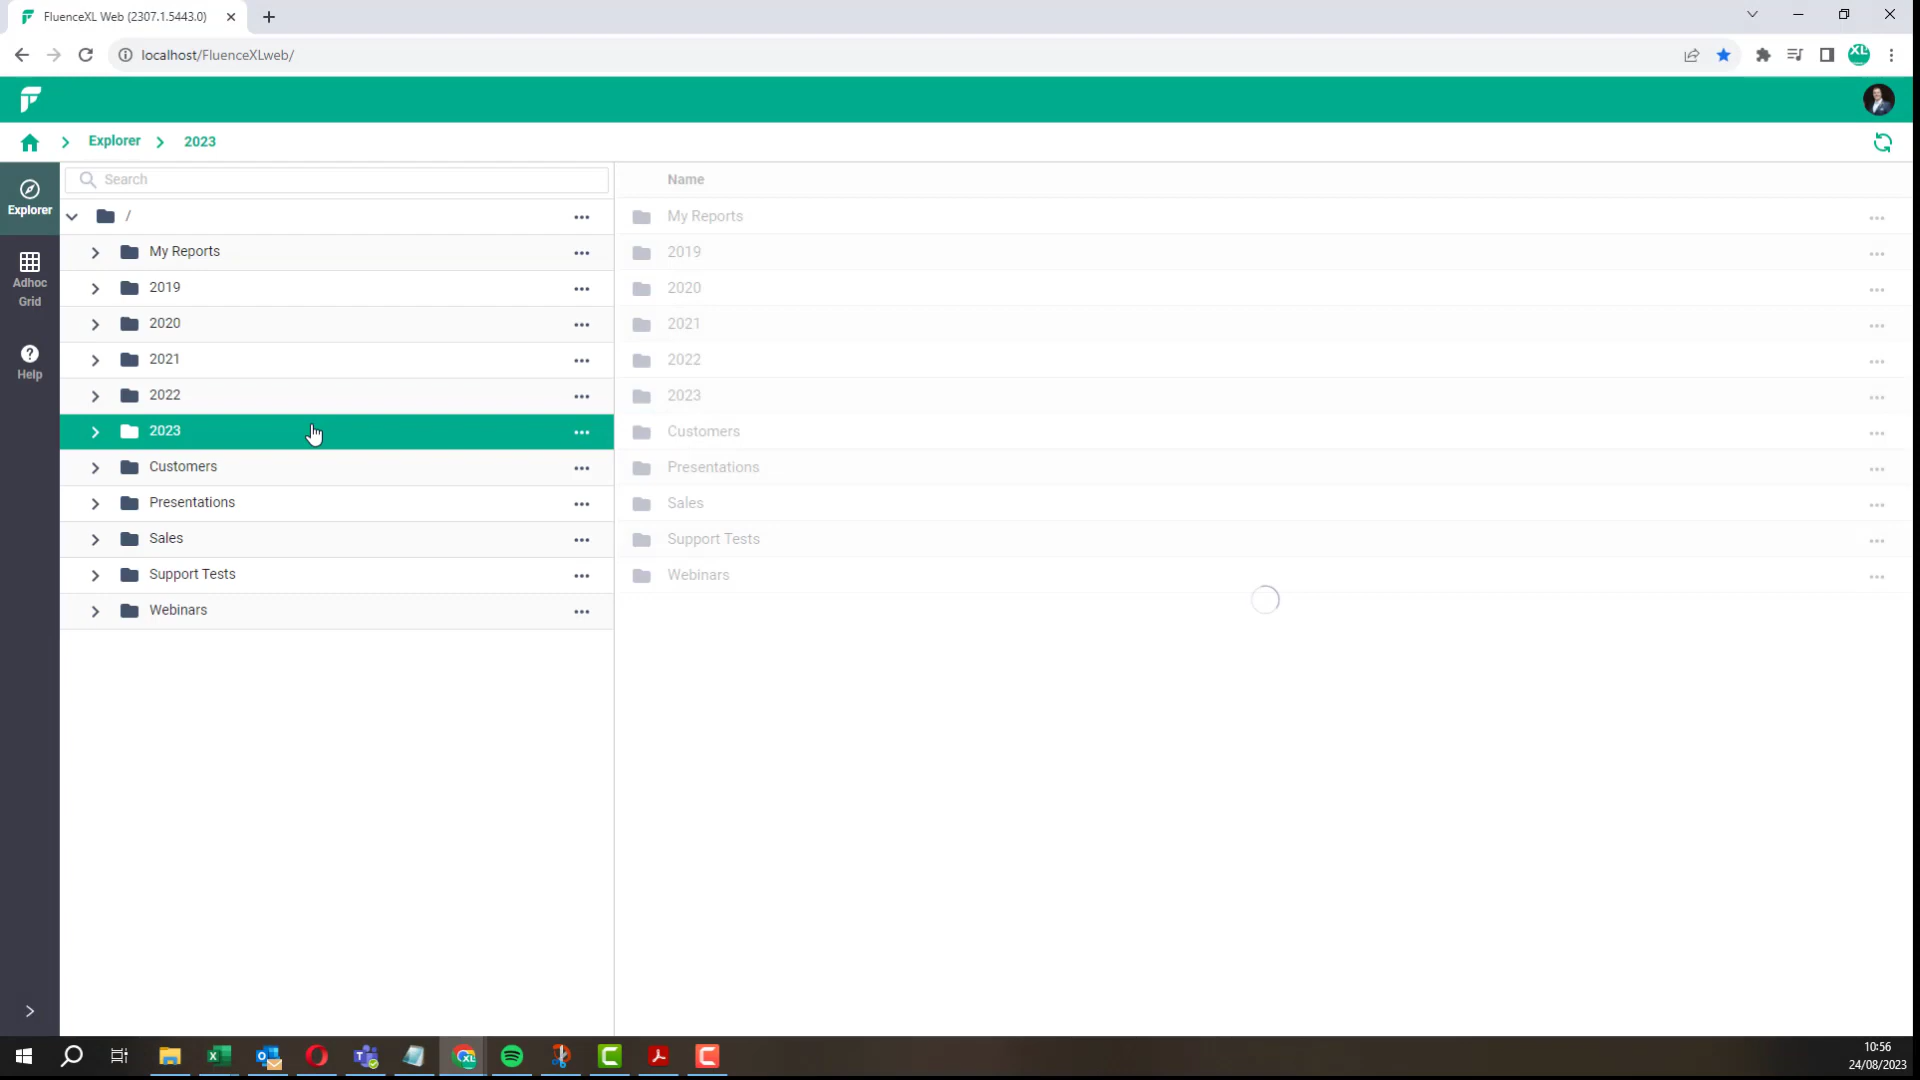 FluenceXL Web (2307.1.5443.0)
localhost/FluenceXLweb/
XL
Explorer
2023
Explorer
Adhoc
Grid
Help
Search
/
My Reports
2019
2020
2021
2022
2023
Customers
Presentations
Sales
Support Tests
Webinars
Name
My Reports
2019
2020
2021
2022
2023
Customers
Presentations
Sales
Support Tests
Webinars
10:56
24/08/2023